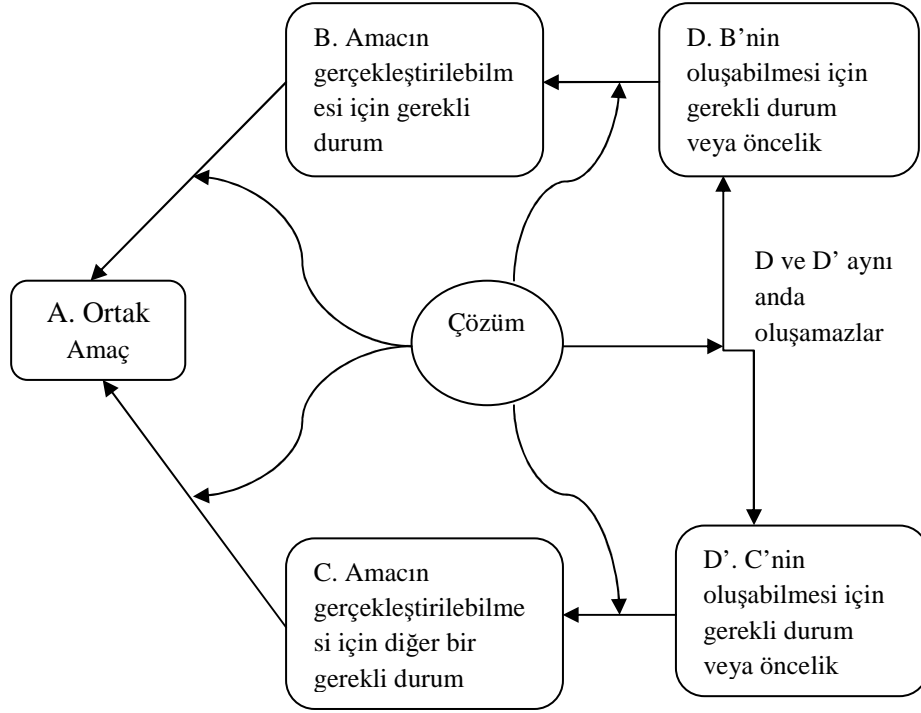 B. Amacın
gerçekleştirilebilm
esi için gerekli
durum
D. B’nin
oluşabilmesi için
gerekli durum
veya öncelik
A. Ortak
Amaç
Çözüm
D ve D’ aynı
anda
oluşamazlar
C. Amacın
gerçekleştirilebilme
si için diğer bir
gerekli durum
D’. C’nin
oluşabilmesi için
gerekli durum
veya öncelik